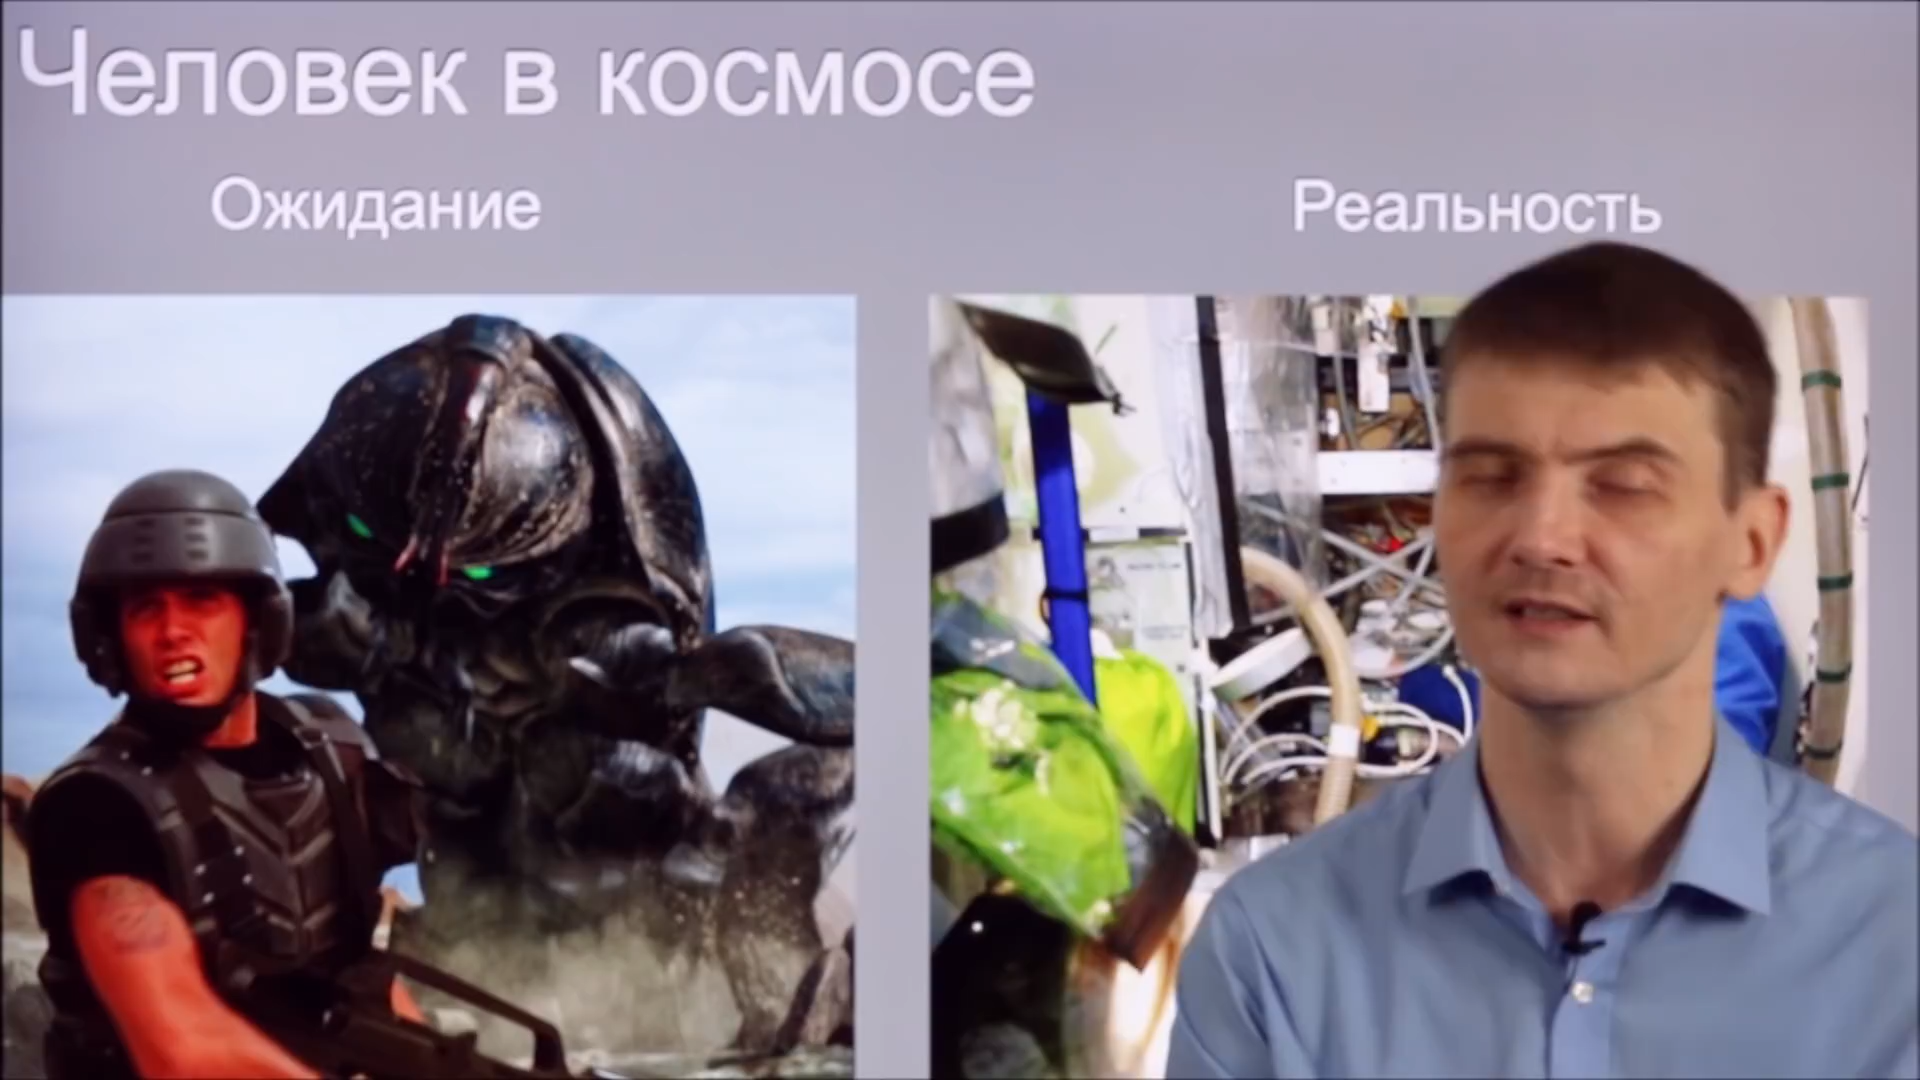 Человек в космосе
Ожидание
Реальность